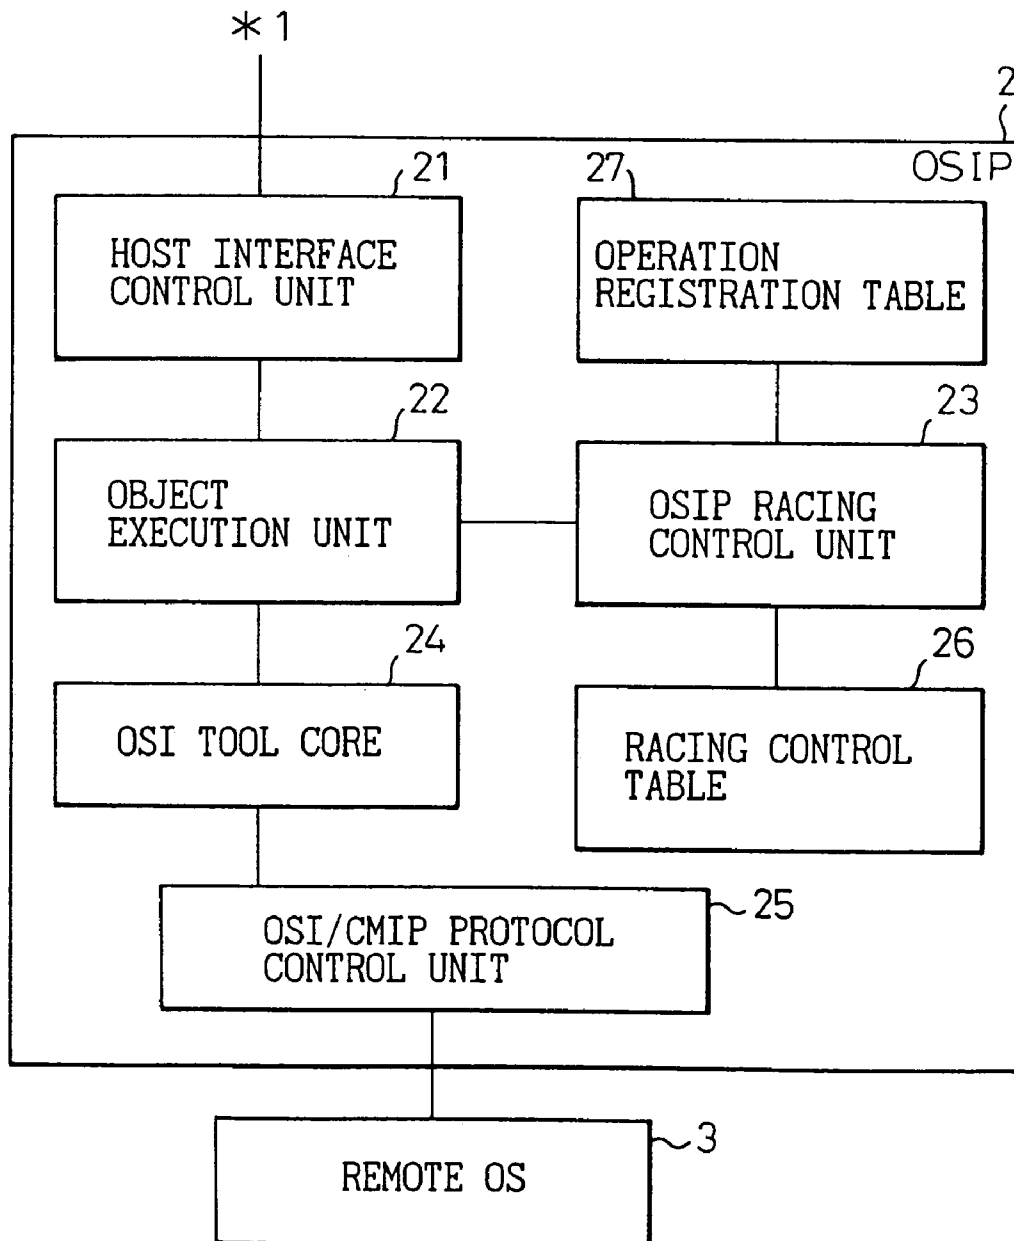 *1
2
OSIP
21
HOST INTERFACE
CONTROL UNIT
27
OPERATION
REGISTRATION TABLE
22
OBJECT
EXECUTION UNIT
23
OSIP RACING
CONTROL UNIT
24
OSI TOOL CORE
26
RACING CONTROL
TABLE
25
OSI/CMIP PROTOCOL
CONTROL UNIT
3
REMOTE OS